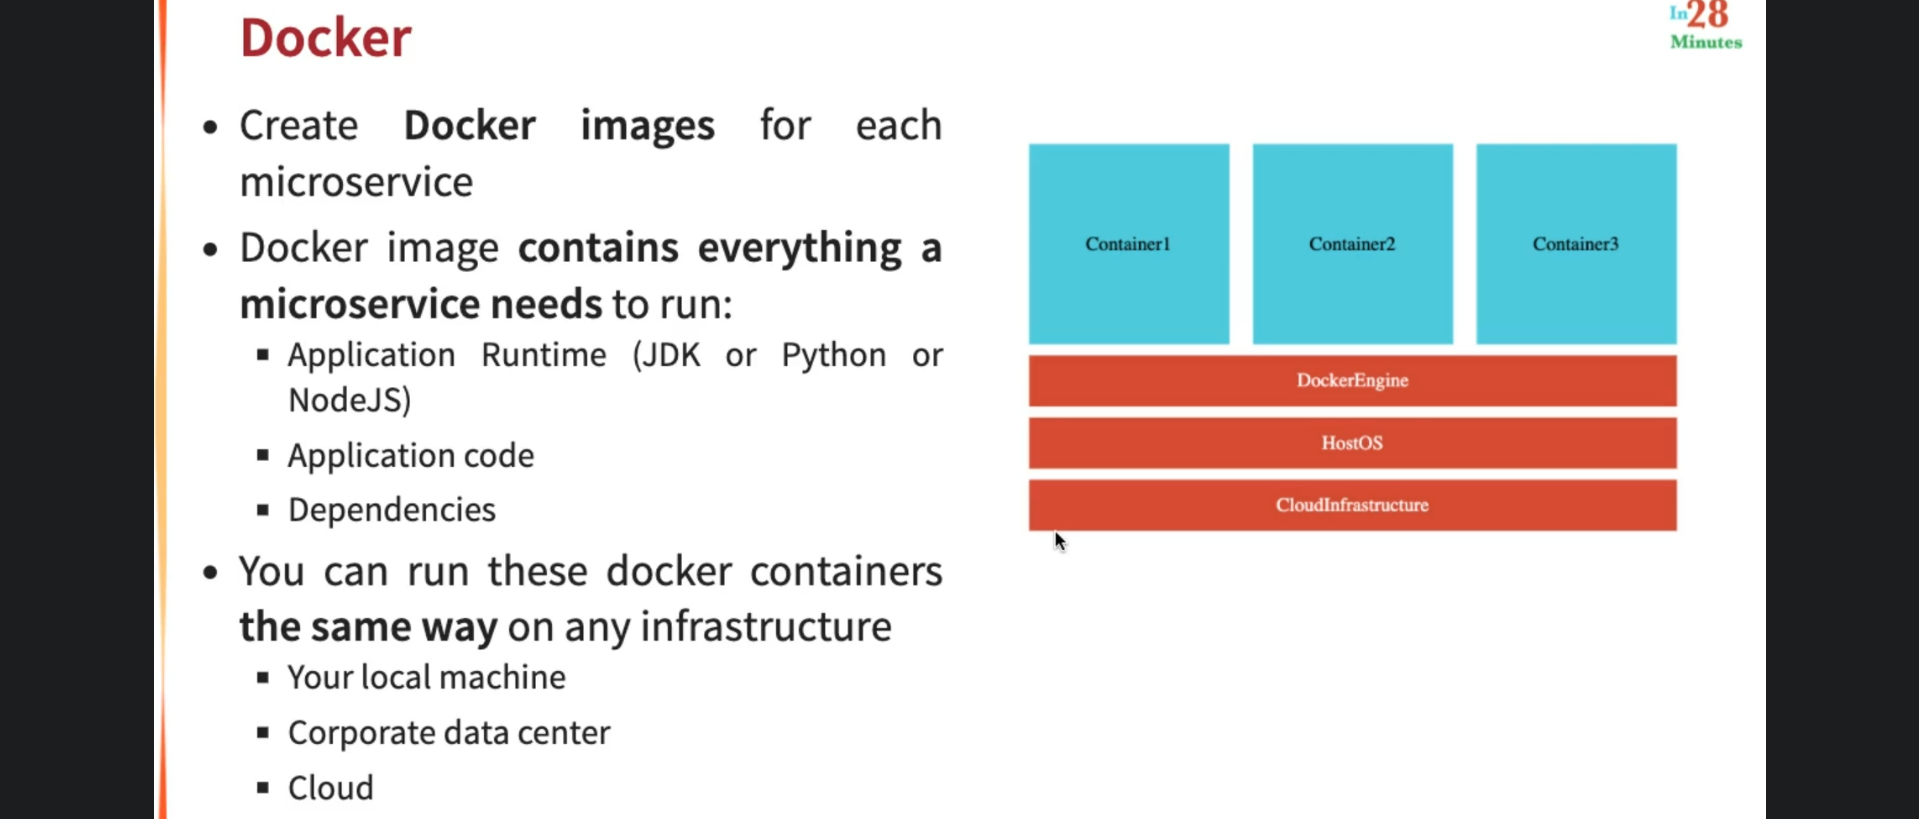 Docker
In28
Minutes
• Create Docker images for each
microservice
• Docker image contains everything a
microservice needs to run:
▪ Application Runtime (JDK or Python or
NodeJS)
▪ Application code
▪ Dependencies
• You can run these docker containers
the same way on any infrastructure
▪ Your local machine
▪ Corporate data center
▪ Cloud
Container1
Container2
Container3
DockerEngine
HostOS
CloudInfrastructure